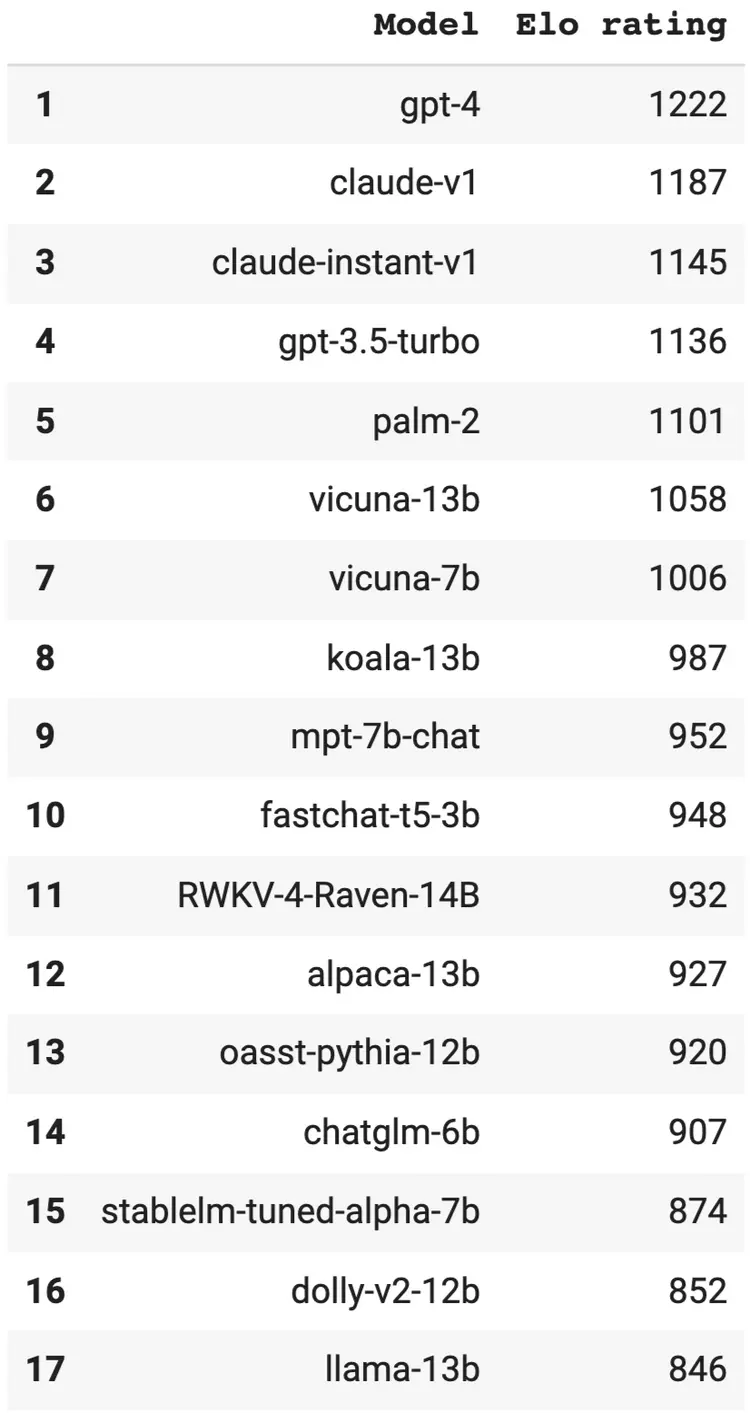 Model Elo rating
1 gpt-4 1222
2 claude-v1 1187
3 claude-instant-v1 1145
4 gpt-3.5-turbo 1136
5 palm-2 1101
6 vicuna-13b 1058
7 vicuna-7b 1006
8 koala-13b 987
9 mpt-7b-chat 952
10 fastchat-t5-3b 948
11 RWKV-4-Raven-14B 932
12 alpaca-13b 927
13 oasst-pythia-12b 920
14 chatglm-6b 907
15 stablelm-tuned-alpha-7b 874
16 dolly-v2-12b 852
17 llama-13b 846